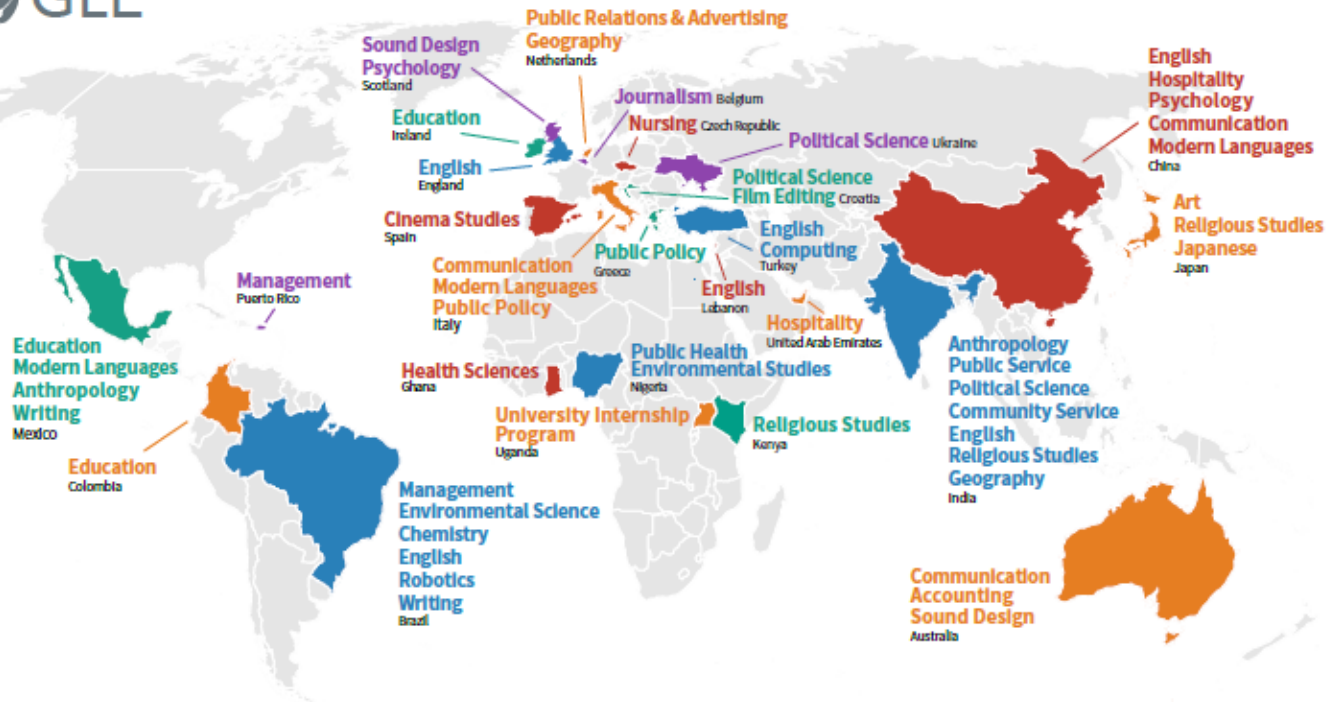 GLE
Public Relations & Advertising
Geography
Netherlands
Sound Design
Psychology
Scotland
Journalism Belgium
Education
Ireland
Nursing Czech Republic
Political Science Ukraine
English
England
Political Science
Film Editing Croatia
Cinema Studies
Spain
English
Computing
Turkey
Public Policy
Greece
Communication
Modern Languages
Public Policy
Italy
English
Lebanon
Hospitality
United Arab Emirates
English
Hospitality
Psychology
Communication
Modern Languages
China
Art
Religious Studies
Japanese
Japan
Management
Puerto Rico
Education
Modern Languages
Anthropology
Writing
Mexico
Education
Colombia
Health Sciences
Ghana
Public Health
Environmental Studies
Nigeria
University Internship
Program
Uganda
Religious Studies
Kenya
Anthropology
Public Service
Political Science
Community Service
English
Religious Studies
Geography
India
Management
Environmental Science
Chemistry
English
Robotics
Writing
Brazil
Communication
Accounting
Sound Design
Australia